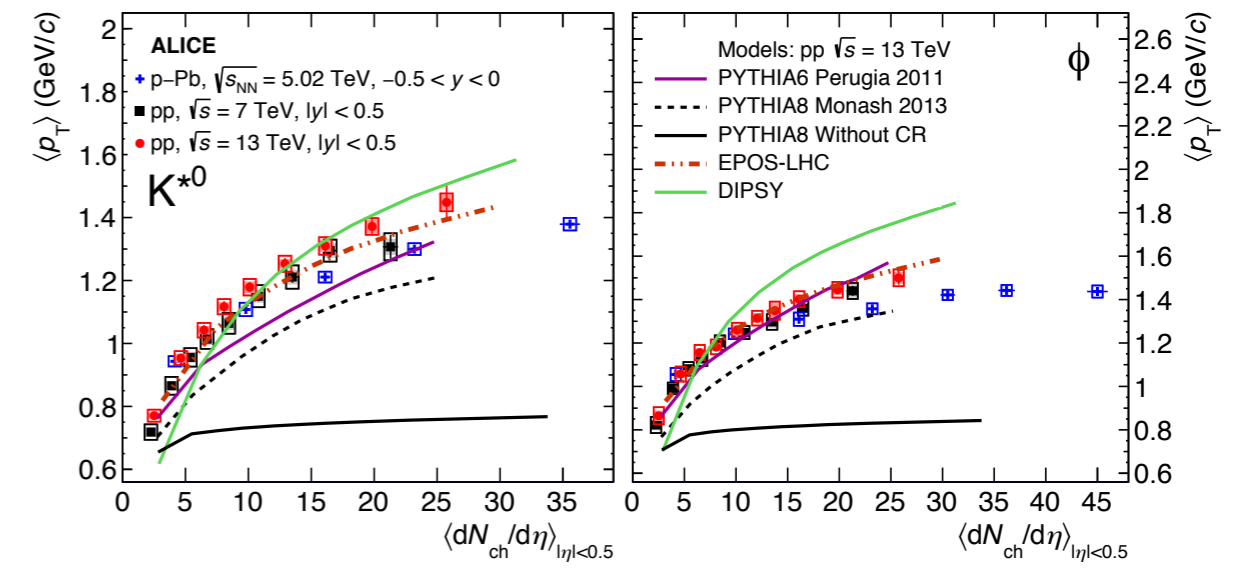 ALICE
p−Pb, √s_NN = 5.02 TeV, −0.5 < y < 0
pp, √s = 7 TeV, |y| < 0.5
pp, √s = 13 TeV, |y| < 0.5
K*0
⟨p_T⟩ (GeV/c)
2
1.8
1.6
1.4
1.2
1
0.8
0.6
0 5 10 15 20 25 30 35
⟨dN_ch/dη⟩_|η|<0.5
Models: pp √s = 13 TeV
PYTHIA6 Perugia 2011
PYTHIA8 Monash 2013
PYTHIA8 Without CR
EPOS-LHC
DIPSY
ϕ
⟨p_T⟩ (GeV/c)
2.6
2.4
2.2
2
1.8
1.6
1.4
1.2
1
0.8
0.6
0 5 10 15 20 25 30 35 40 45
⟨dN_ch/dη⟩_|η|<0.5